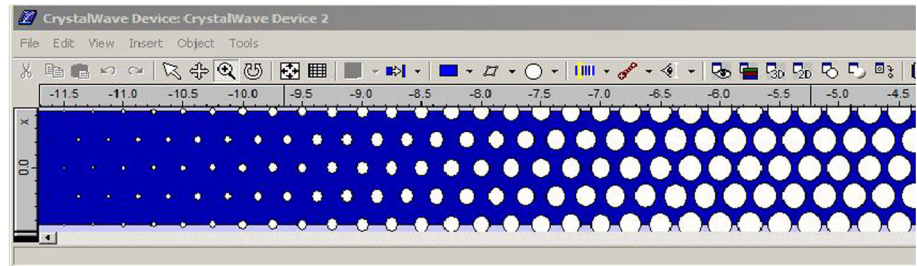 CrystalWave Device: CrystalWave Device 2
File Edit View Insert Object Tools
3D 2D
-11.5 -11.0 -10.5 -10.0 -9.5 -9.0 -8.5 -8.0 -7.5 -7.0 -6.5 -6.0 -5.5 -5.0 -4.5
x
0.0